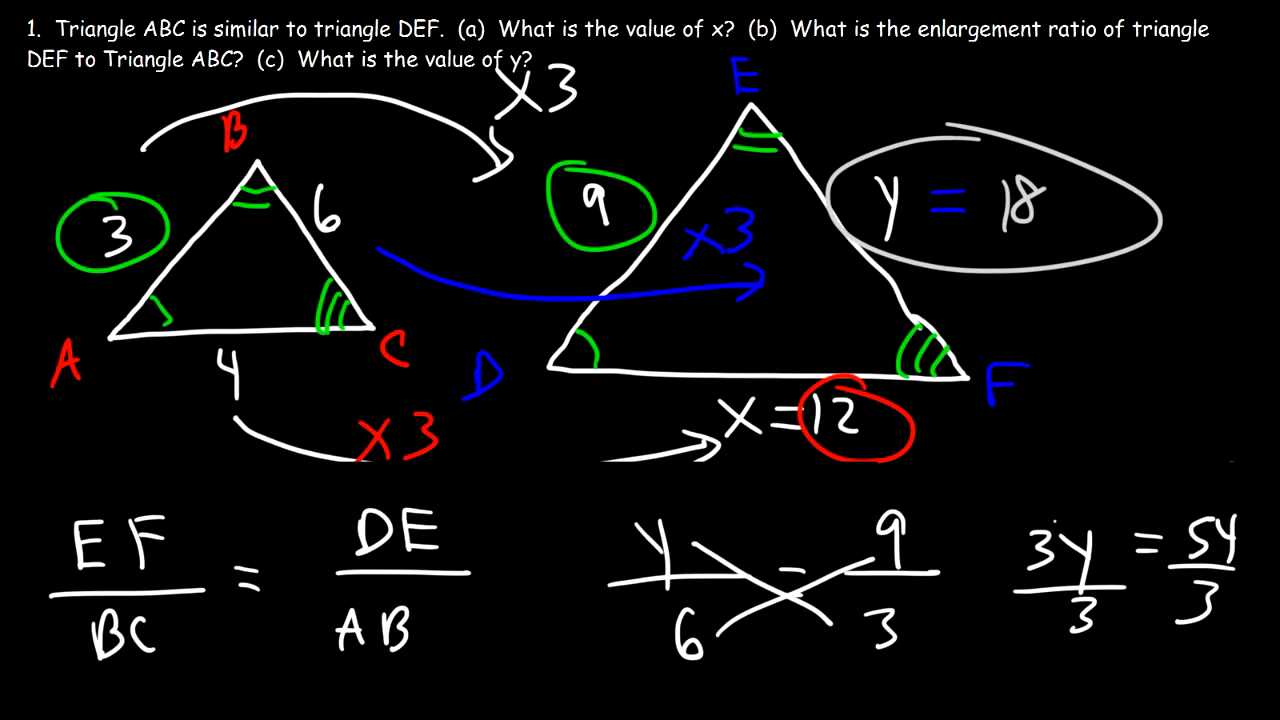 1. Triangle ABC is similar to triangle DEF. (a) What is the value of x? (b) What is the enlargement ratio of triangle
DEF to Triangle ABC? (c) What is the value of y?
x3
E
B
3
6
9
x3
y = 18
A
4
C
D
F
x3
x = 12
EF/BC = DE/AB
y/6 = 9/3
3y/3 = 54/3